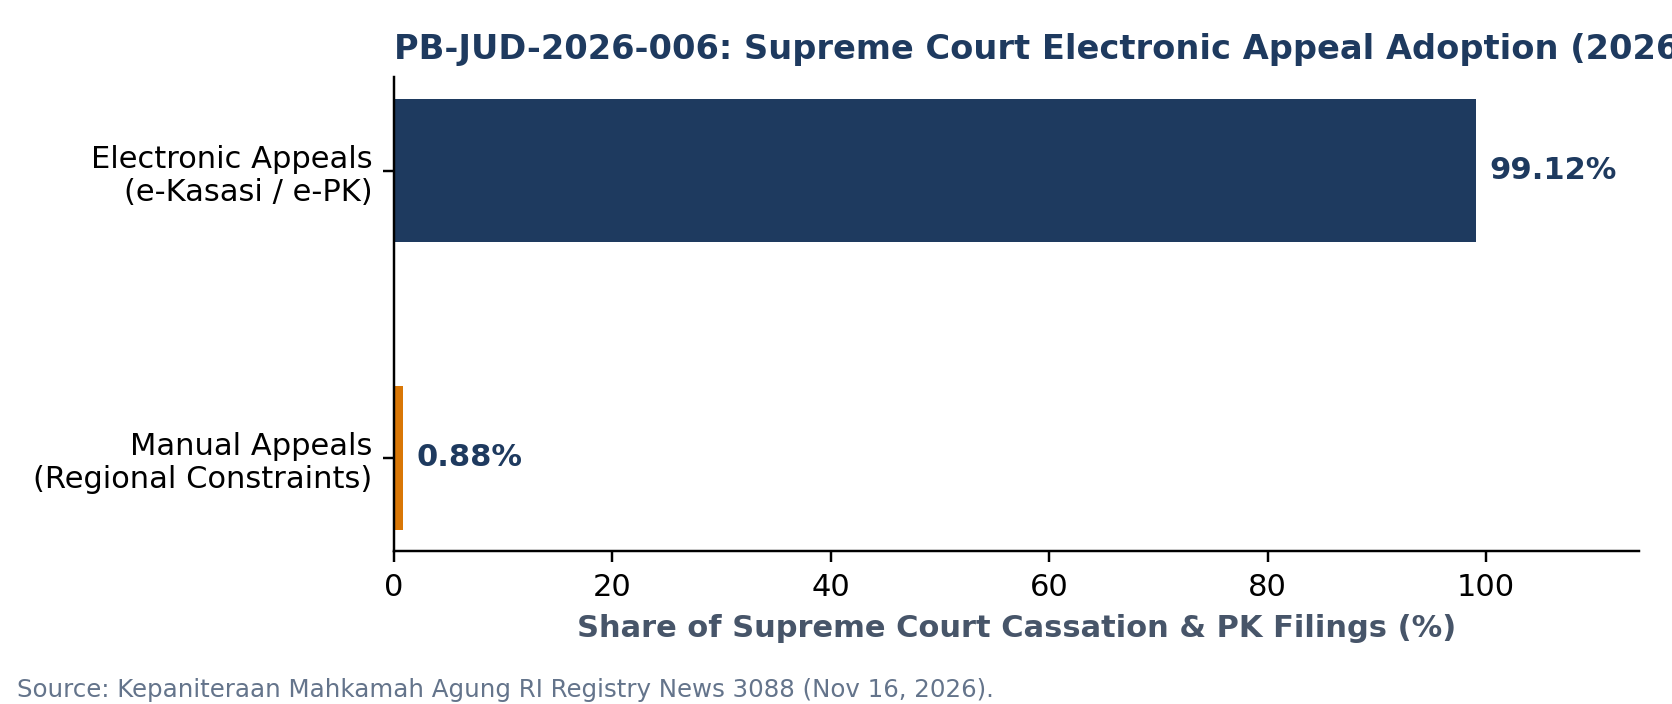 PB-JUD-2026-006: Supreme Court Electronic Appeal Adoption (2026
Electronic Appeals
(e-Kasasi / e-PK)
99.12%
Manual Appeals
(Regional Constraints)
0.88%
0 20 40 60 80 100
Share of Supreme Court Cassation & PK Filings (%)
Source: Kepaniteraan Mahkamah Agung RI Registry News 3088 (Nov 16, 2026).